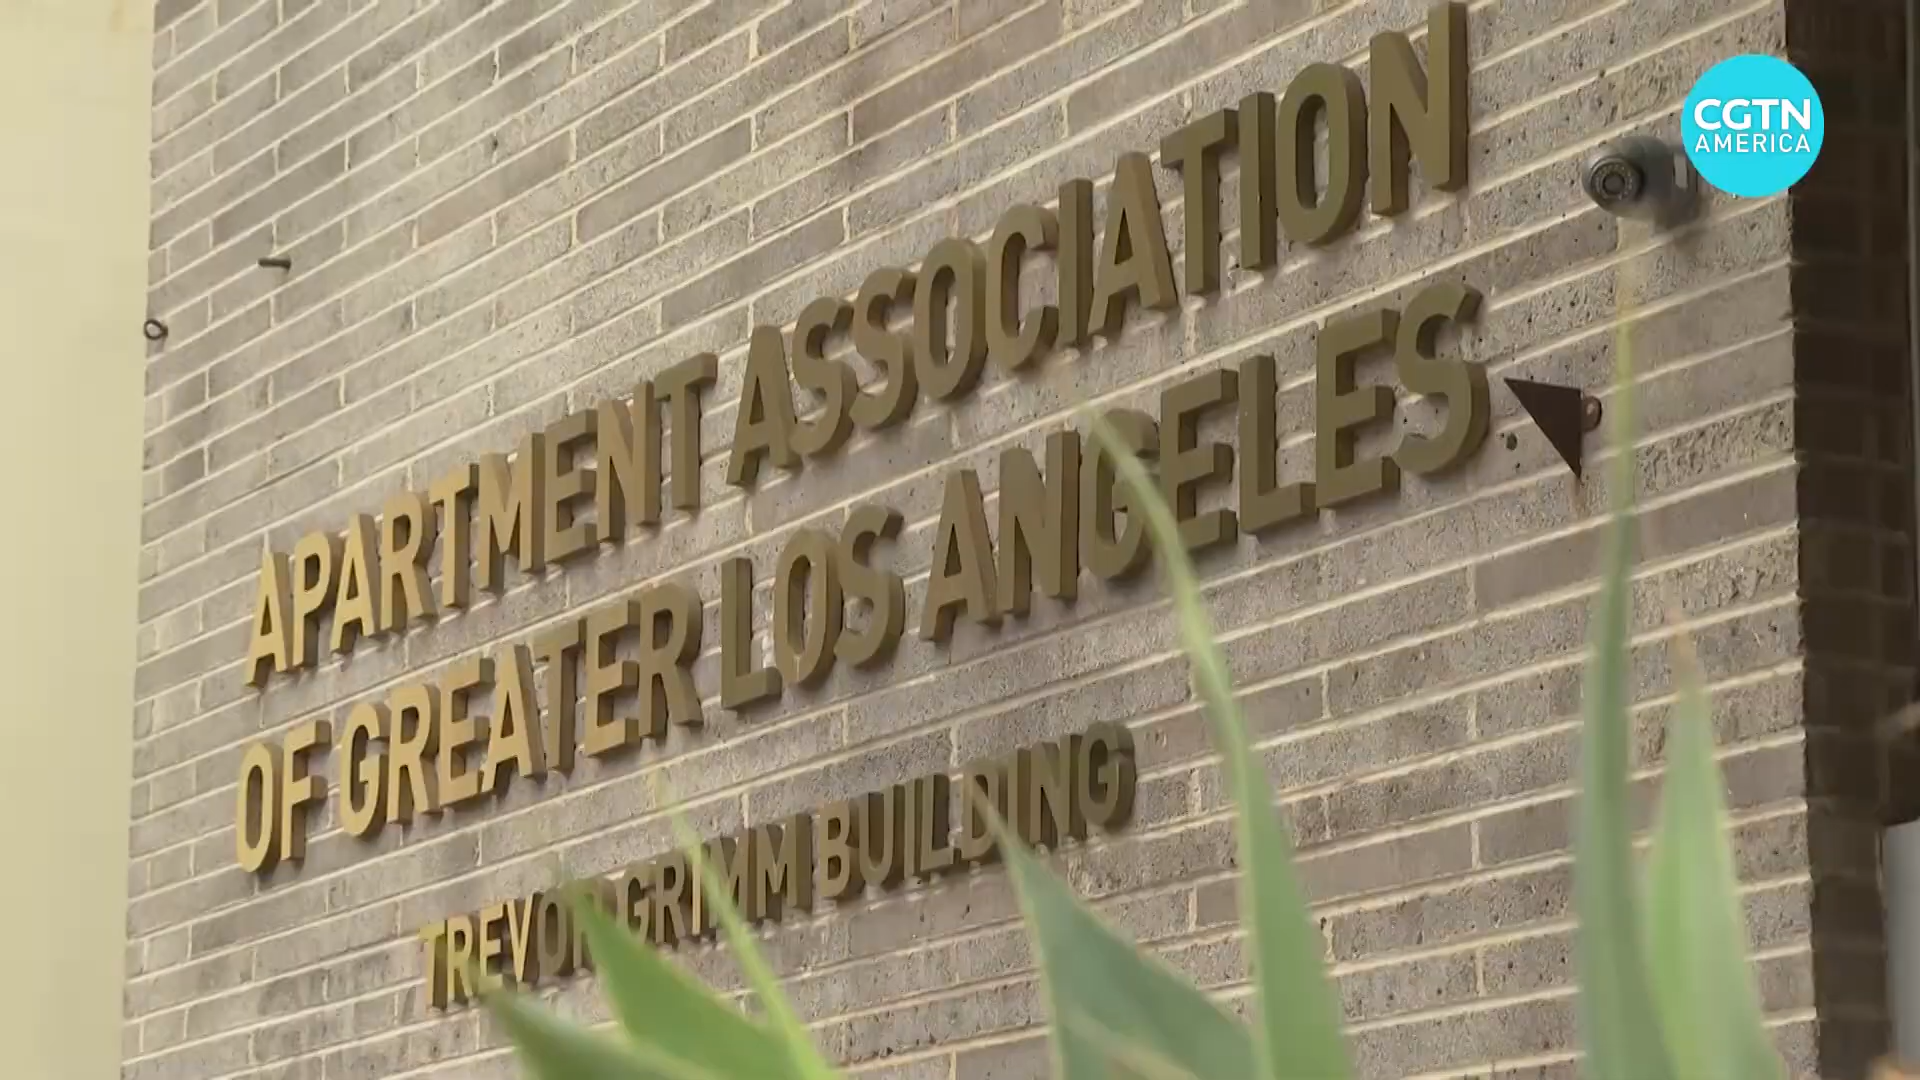 CGTN
AMERICA
APARTMENT ASSOCIATION
OF GREATER LOS ANGELES
TREVOR GRIMM BUILDING